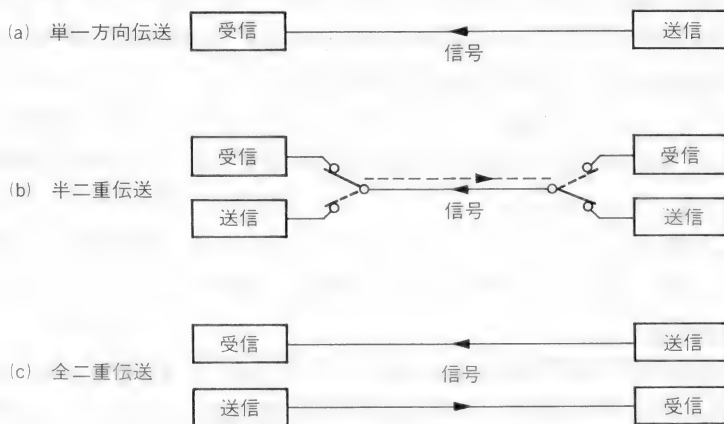 (a) 単一方向伝送 受信 送信
信号
受信 受信
(b) 半二重伝送
送信 信号 送信
受信 送信
(c) 全二重伝送 信号
送信 受信